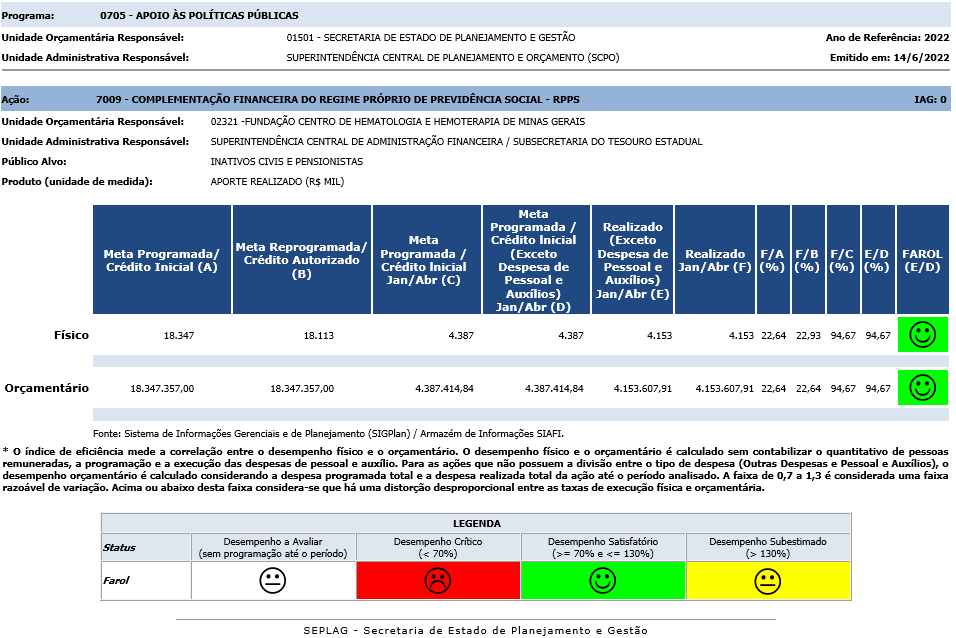 Programa: 0705 - APOIO ÀS POLÍTICAS PÚBLICAS
Unidade Orçamentária Responsável: 01501 - SECRETARIA DE ESTADO DE PLANEJAMENTO E GESTÃO Ano de Referência: 2022
Unidade Administrativa Responsável: SUPERINTENDÊNCIA CENTRAL DE PLANEJAMENTO E ORÇAMENTO (SCPO) Emitido em: 14/6/2022
Ação: 7009 - COMPLEMENTAÇÃO FINANCEIRA DO REGIME PRÓPRIO DE PREVIDÊNCIA SOCIAL - RPPS IAG: 0
Unidade Orçamentária Responsável: 02321 -FUNDAÇÃO CENTRO DE HEMATOLOGIA E HEMOTERAPIA DE MINAS GERAIS
Unidade Administrativa Responsável: SUPERINTENDÊNCIA CENTRAL DE ADMINISTRAÇÃO FINANCEIRA / SUBSECRETARIA DO TESOURO ESTADUAL
Público Alvo: INATIVOS CIVIS E PENSIONISTAS
Produto (unidade de medida): APORTE REALIZADO (R$ MIL)
Meta Programada/
Crédito Inicial (A)
Meta Reprogramada/
Crédito Autorizado
(B)
Meta
Programada /
Crédito Inicial
Jan/Abr (C)
Meta
Programada /
Crédito Inicial
(Exceto
Despesa de
Pessoal e
Auxílios)
Jan/Abr (D)
Realizado
(Exceto
Despesa de
Pessoal e
Auxílios)
Jan/Abr (E)
Realizado
Jan/Abr (F)
F/A
(%)
F/B
(%)
F/C
(%)
E/D
(%)
FAROL
(E/D)
Físico 18.347 18.113 4.387 4.387 4.153 4.153 22,64 22,93 94,67 94,67
Orçamentário 18.347.357,00 18.347.357,00 4.387.414,84 4.387.414,84 4.153.607,91 4.153.607,91 22,64 22,64 94,67 94,67
Fonte: Sistema de Informações Gerenciais e de Planejamento (SIGPlan) / Armazém de Informações SIAFI.
* O índice de eficiência mede a correlação entre o desempenho físico e o orçamentário. O desempenho físico e o orçamentário é calculado sem contabilizar o quantitativo de pessoas
remuneradas, a programação e a execução das despesas de pessoal e auxílio. Para as ações que não possuem a divisão entre o tipo de despesa (Outras Despesas e Pessoal e Auxílios), o
desempenho orçamentário é calculado considerando a despesa programada total e a despesa realizada total da ação até o período analisado. A faixa de 0,7 a 1,3 é considerada uma faixa
razoável de variação. Acima ou abaixo desta faixa considera-se que há uma distorção desproporcional entre as taxas de execução física e orçamentária.
LEGENDA
Status
Desempenho a Avaliar
(sem programação até o período)
Desempenho Crítico
(< 70%)
Desempenho Satisfatório
(>= 70% e <= 130%)
Desempenho Subestimado
(> 130%)
Farol
SEPLAG - Secretaria de Estado de Planejamento e Gestão